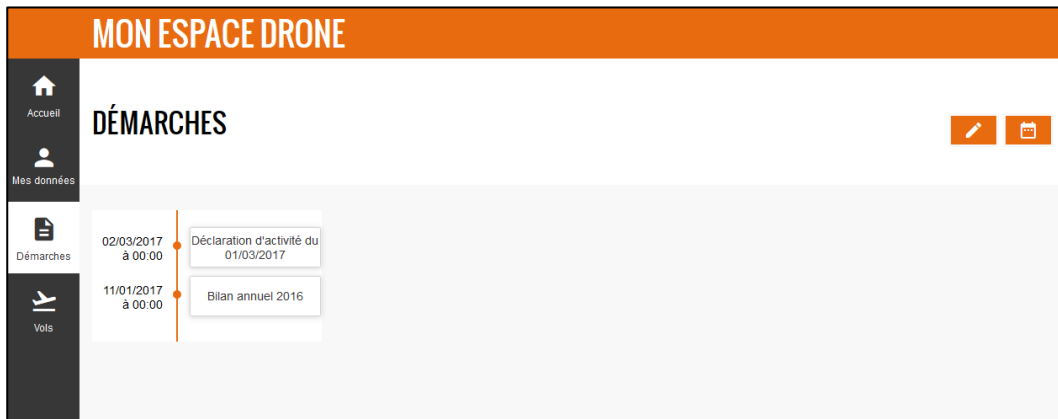 MON ESPACE DRONE
Accueil
Mes données
Démarches
Vols
DÉMARCHES
02/03/2017
à 00:00
Déclaration d'activité du
01/03/2017
11/01/2017
à 00:00
Bilan annuel 2016